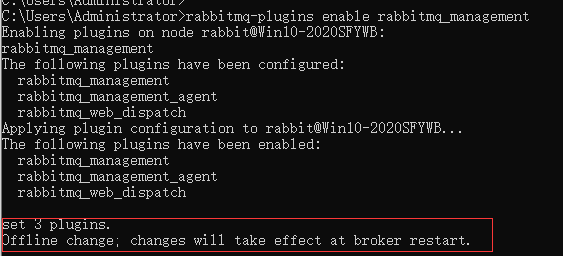 C:\Users\Administrator>
C:\Users\Administrator>rabbitmq-plugins enable rabbitmq_management
Enabling plugins on node rabbit@Win10-2020SFYWB:
rabbitmq_management
The following plugins have been configured:
  rabbitmq_management
  rabbitmq_management_agent
  rabbitmq_web_dispatch
Applying plugin configuration to rabbit@Win10-2020SFYWB...
The following plugins have been enabled:
  rabbitmq_management
  rabbitmq_management_agent
  rabbitmq_web_dispatch
set 3 plugins.
Offline change; changes will take effect at broker restart.